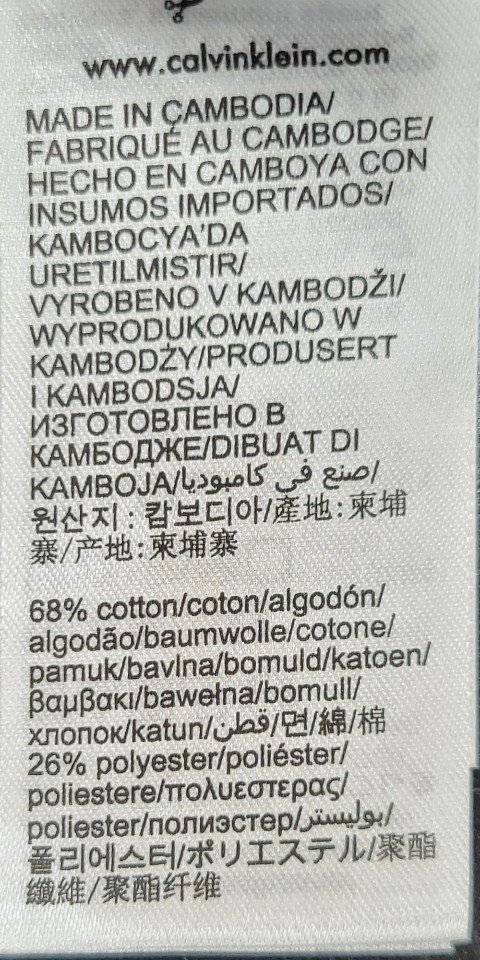 www.calvinklein.com
MADE IN CAMBODIA/
FABRIQUÉ AU CAMBODGE/
HECHO EN CAMBOYA CON
INSUMOS IMPORTADOS/
KAMBOCYA'DA
URETILMISTIR/
VYROBENO V KAMBODŽI/
WYPRODUKOWANO W
KAMBODŻY/PRODUSERT
I KAMBODSJA/
ИЗГОТОВЛЕНО В
КАМБОДЖЕ/DIBUAT DI
KAMBOJA/صنع في كامبوديا/
원산지 : 캄보디아/產地:柬埔
寨/产地:柬埔寨
68% cotton/coton/algodón/
algodão/baumwolle/cotone/
pamuk/bavlna/bomuld/katoen/
βαμβακι/bawełna/bomull/
хлопок/katun/قطن/면/綿/棉
26% polyester/poliéster/
poliestere/πολυεστερας/
poliester/полиэстер/بوليستر/
폴리에스터/ポリエステル/聚酯
纖維/聚酯纤维